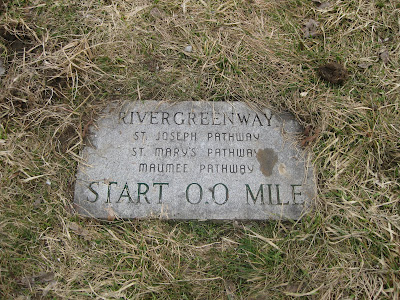 RIVERGREENWAY
ST. JOSEPH PATHWAY
ST. MARY'S PATHWAY
MAUMEE PATHWAY
START 0.0 MILE